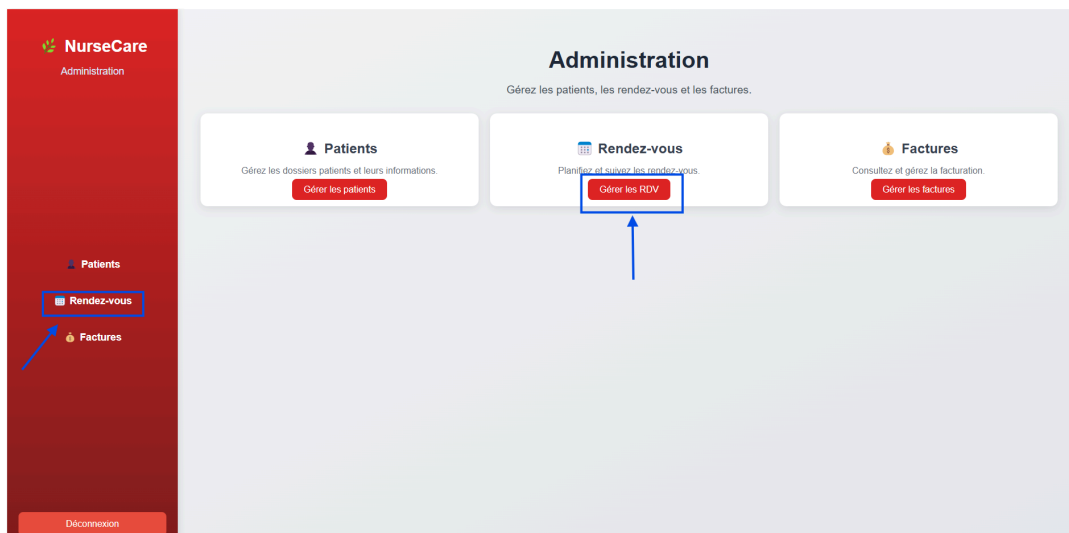 NurseCare
Administration
Patients
Rendez-vous
Factures
Déconnexion
Administration
Gérez les patients, les rendez-vous et les factures.
Patients
Gérez les dossiers patients et leurs informations.
Gérer les patients
Rendez-vous
Planifiez et suivez les rendez-vous.
Gérer les RDV
Factures
Consultez et gérez la facturation.
Gérer les factures